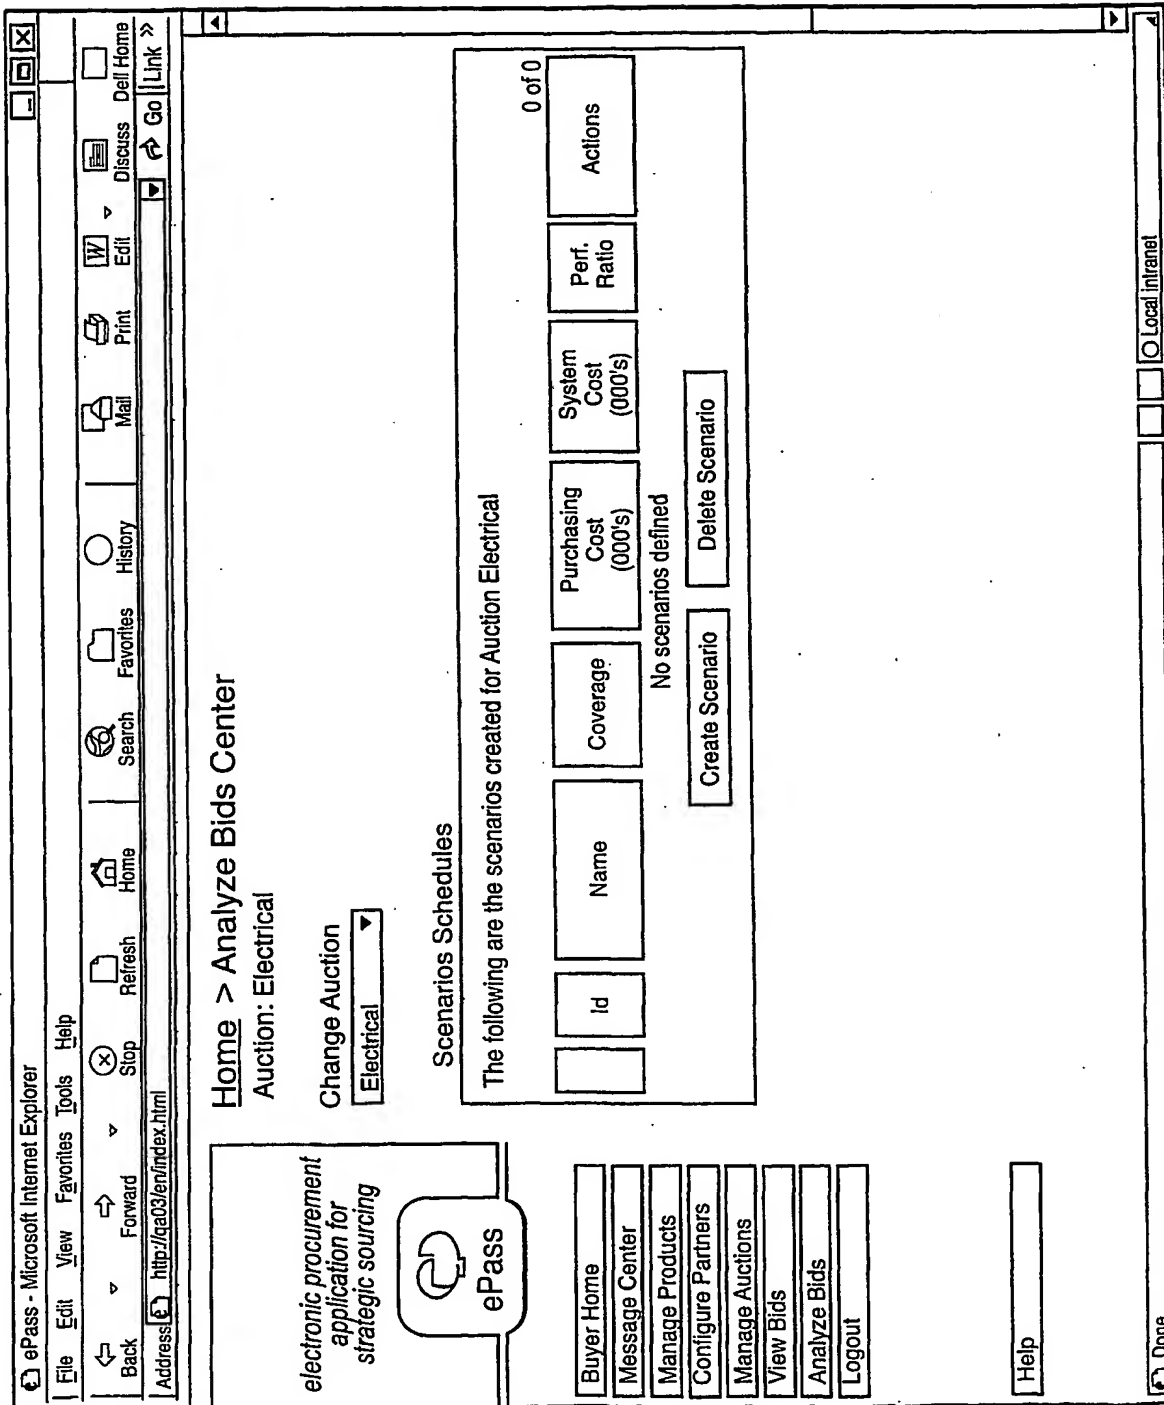 ePass - Microsoft Internet Explorer
File Edit View Favorites Tools Help
Back Forward Stop Refresh Home Search Favorites History Mail Print Edit Discuss Dell Home
Address http://qa03/en/index.html Go Link »
electronic procurement
application for
strategic sourcing
ePass
Buyer Home
Message Center
Manage Products
Configure Partners
Manage Auctions
View Bids
Analyze Bids
Logout
Help
Home > Analyze Bids Center
Auction: Electrical
Change Auction
Electrical
Scenarios Schedules
The following are the scenarios created for Auction Electrical
0 of 0
Id
Name
Coverage
Purchasing
Cost
(000's)
System
Cost
(000's)
Perf.
Ratio
Actions
No scenarios defined
Create Scenario Delete Scenario
Done Local intranet